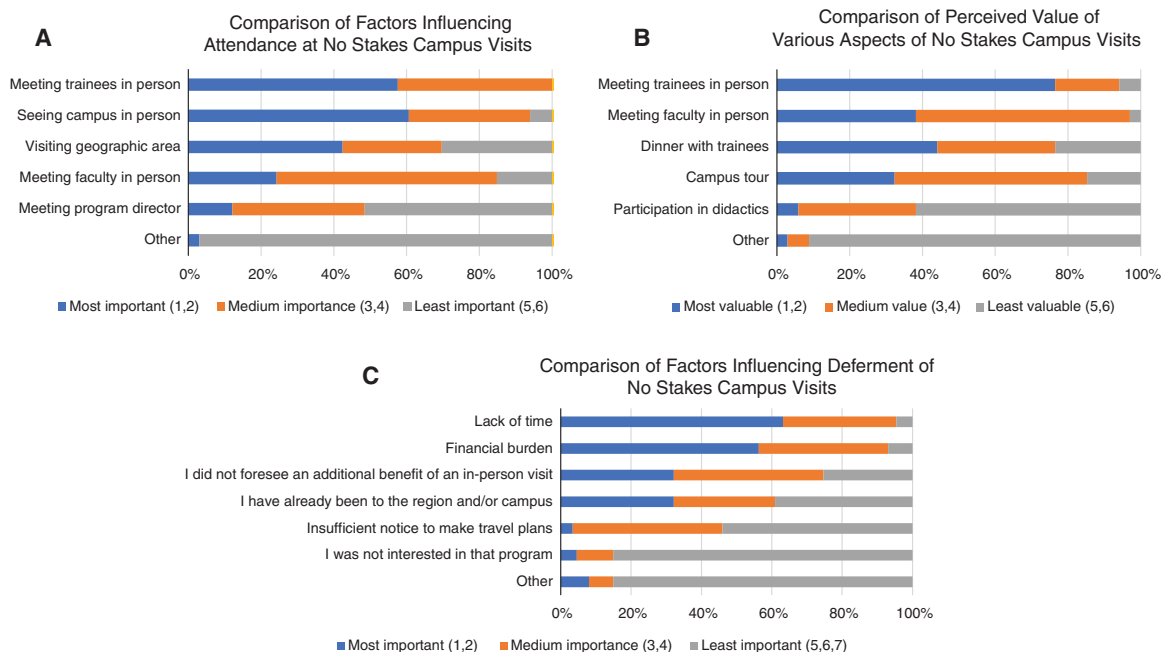 A
Comparison of Factors Influencing
Attendance at No Stakes Campus Visits
Meeting trainees in person
Seeing campus in person
Visiting geographic area
Meeting faculty in person
Meeting program director
Other
0% 20% 40% 60% 80% 100%
Most important (1,2) Medium importance (3,4) Least important (5,6)
B
Comparison of Perceived Value of
Various Aspects of No Stakes Campus Visits
Meeting trainees in person
Meeting faculty in person
Dinner with trainees
Campus tour
Participation in didactics
Other
0% 20% 40% 60% 80% 100%
Most valuable (1,2) Medium value (3,4) Least valuable (5,6)
C
Comparison of Factors Influencing Deferment of
No Stakes Campus Visits
Lack of time
Financial burden
I did not foresee an additional benefit of an in-person visit
I have already been to the region and/or campus
Insufficient notice to make travel plans
I was not interested in that program
Other
0% 20% 40% 60% 80% 100%
Most important (1,2) Medium importance (3,4) Least important (5,6,7)